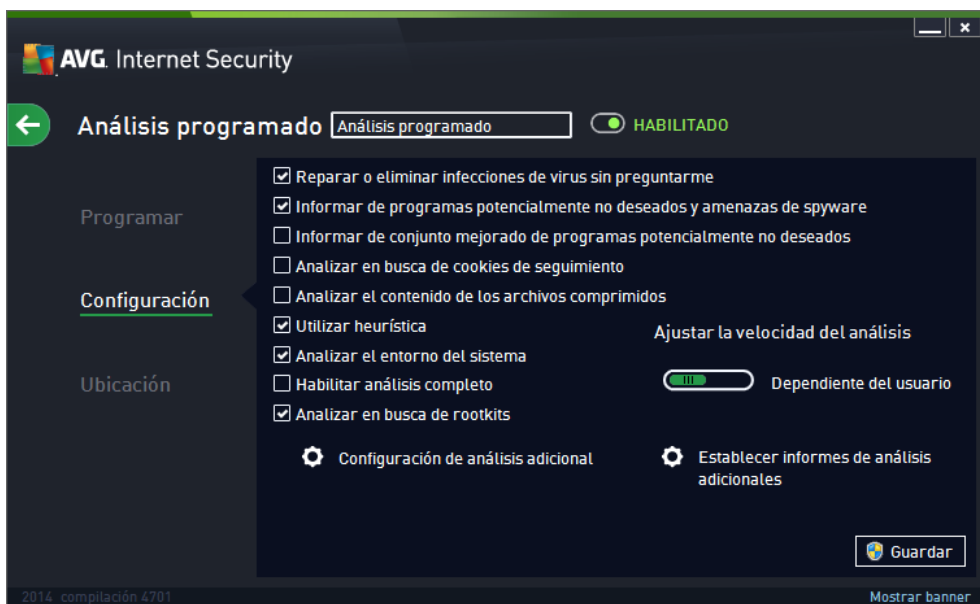 AVG. Internet Security
Análisis programado
Análisis programado
HABILITADO
Programar
Configuración
Ubicación
Reparar o eliminar infecciones de virus sin preguntarme
Informar de programas potencialmente no deseados y amenazas de spyware
Informar de conjunto mejorado de programas potencialmente no deseados
Analizar en busca de cookies de seguimiento
Analizar el contenido de los archivos comprimidos
Utilizar heurística
Analizar el entorno del sistema
Habilitar análisis completo
Analizar en busca de rootkits
Ajustar la velocidad del análisis
Dependiente del usuario
Configuración de análisis adicional
Establecer informes de análisis
adicionales
Guardar
2014 compilación 4701
Mostrar banner